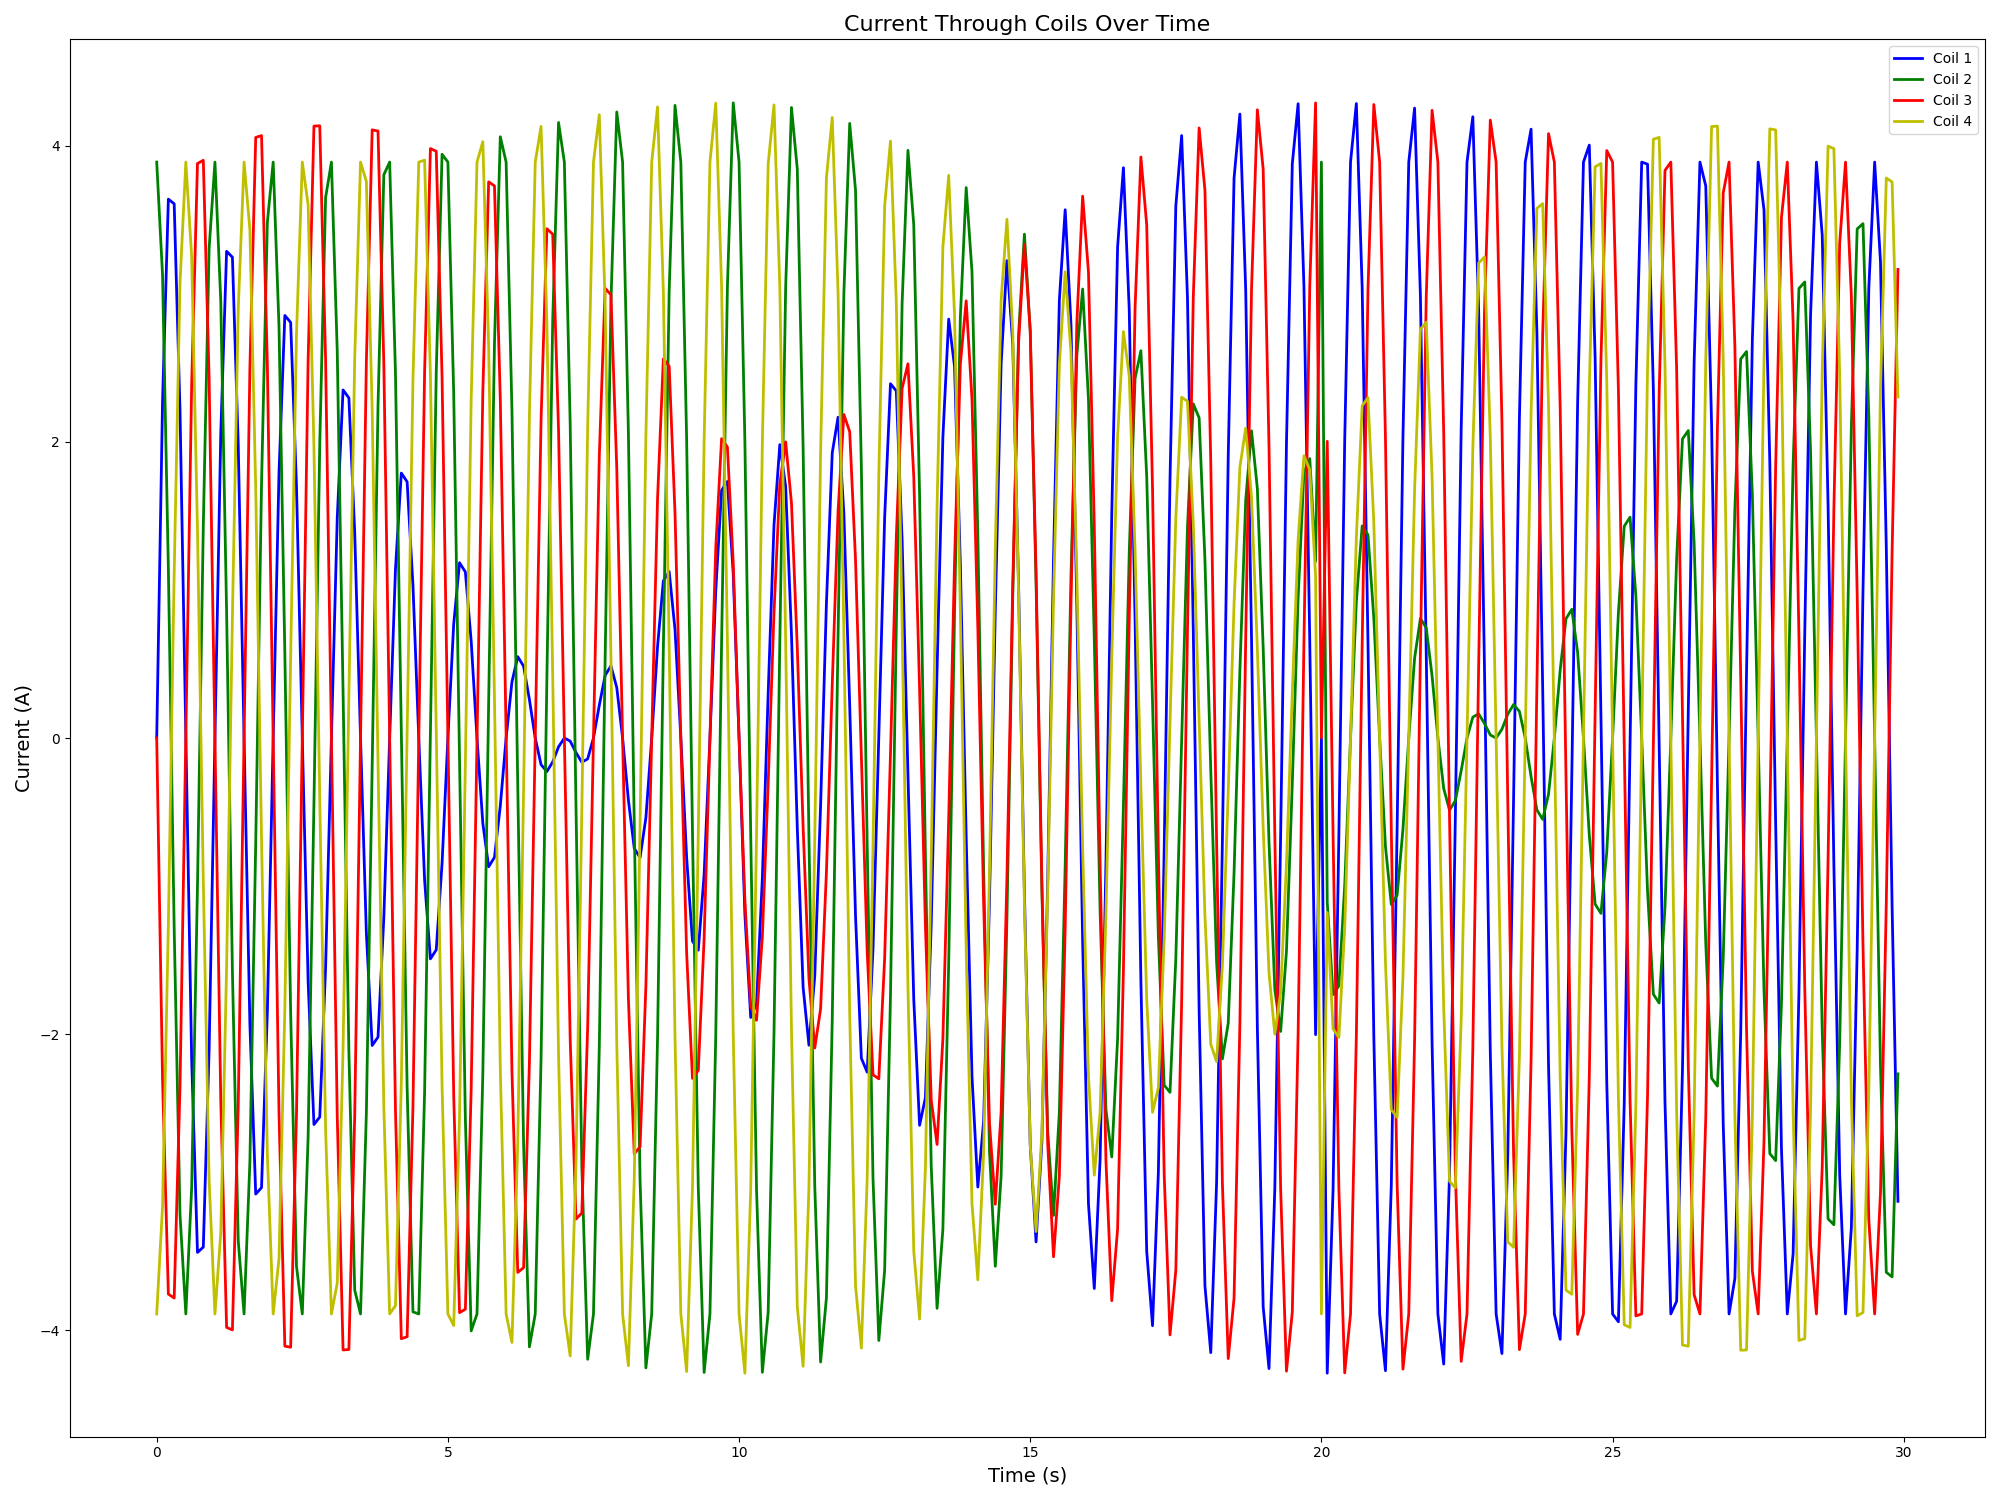 Current Through Coils Over Time
Coil 1
Coil 2
Coil 3
Coil 4
Current (A)
4
2
0
−2
−4
0
5
10
15
20
25
30
Time (s)